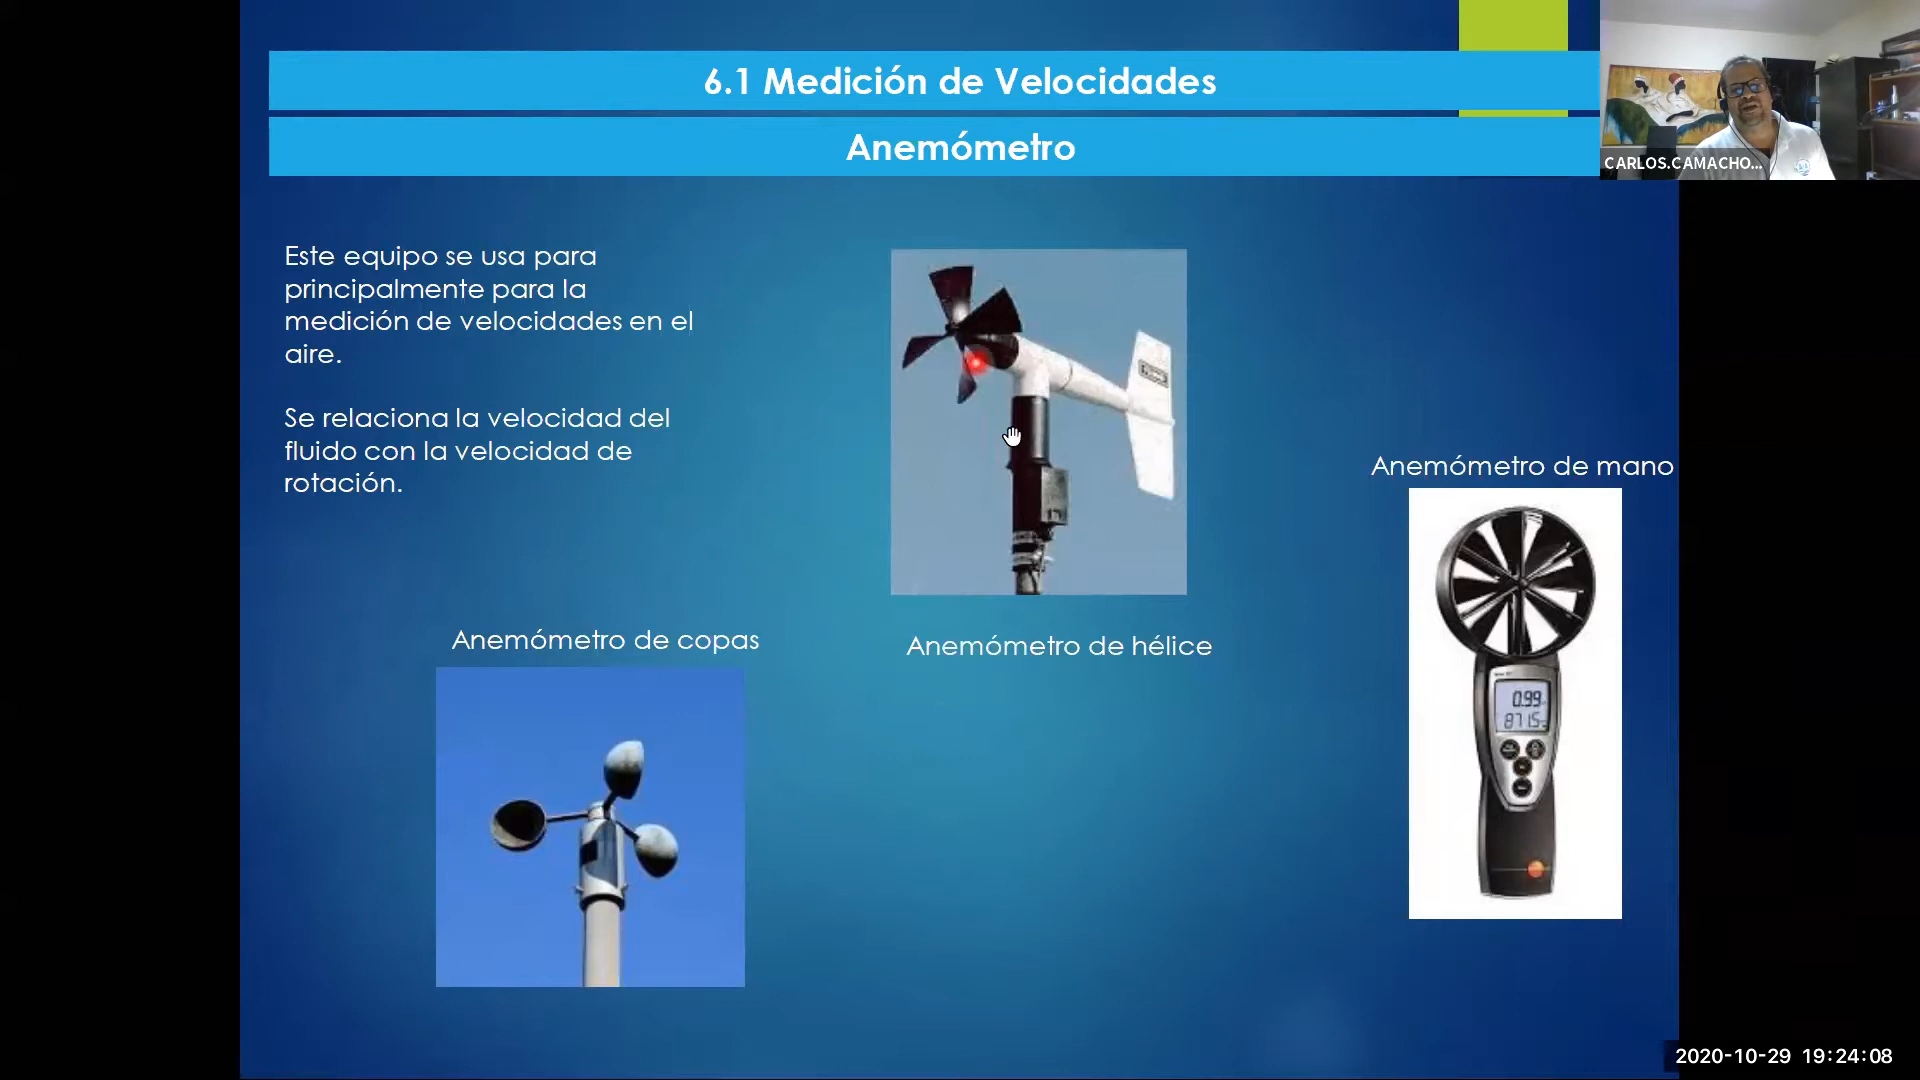 6.1 Medición de Velocidades
Anemómetro
CARLOS.CAMACHO...
Este equipo se usa para
principalmente para la
medición de velocidades en el
aire.
Se relaciona la velocidad del
fluido con la velocidad de
rotación.
Anemómetro de mano
0.99
871.5
Anemómetro de copas
Anemómetro de hélice
2020-10-29 19:24:08